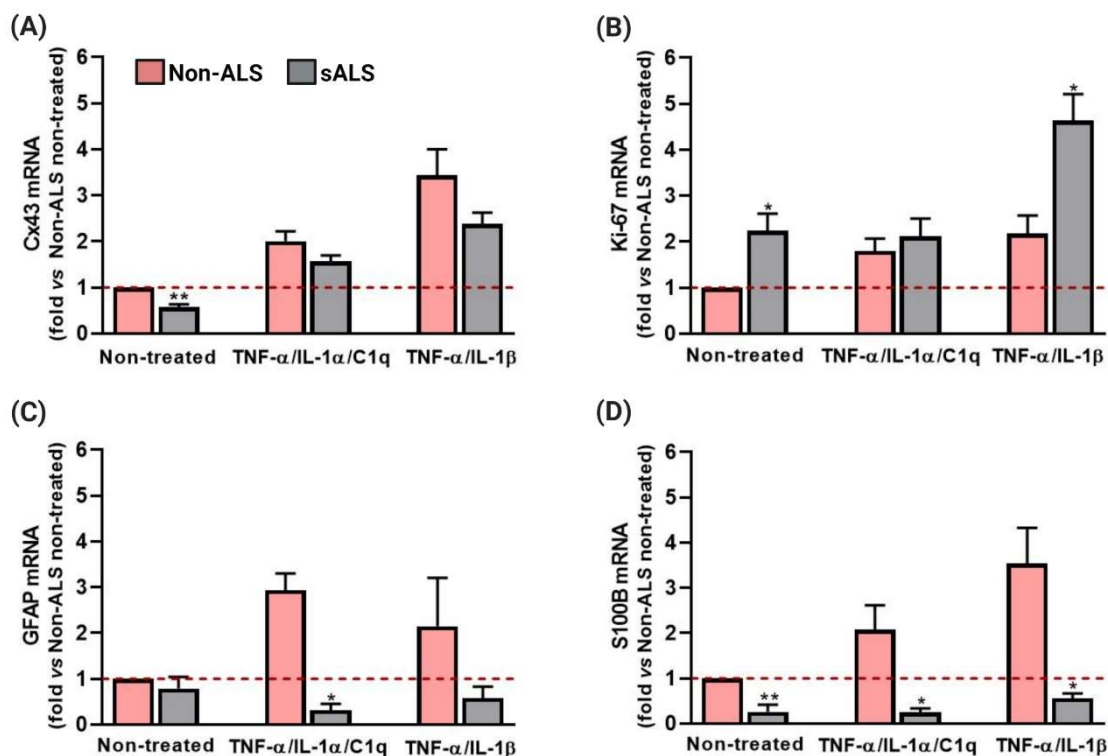 (A)
Cx43 mRNA
(fold vs Non-ALS non-treated)
6
5
4
3
2
1
0
Non-ALS
sALS
**
Non-treated
TNF-α/IL-1α/C1q
TNF-α/IL-1β
(B)
Ki-67 mRNA
(fold vs Non-ALS non-treated)
6
5
4
3
2
1
0
*
*
Non-treated
TNF-α/IL-1α/C1q
TNF-α/IL-1β
(C)
GFAP mRNA
(fold vs Non-ALS non-treated)
6
5
4
3
2
1
0
*
Non-treated
TNF-α/IL-1α/C1q
TNF-α/IL-1β
(D)
S100B mRNA
(fold vs Non-ALS non-treated)
6
5
4
3
2
1
0
**
*
*
Non-treated
TNF-α/IL-1α/C1q
TNF-α/IL-1β